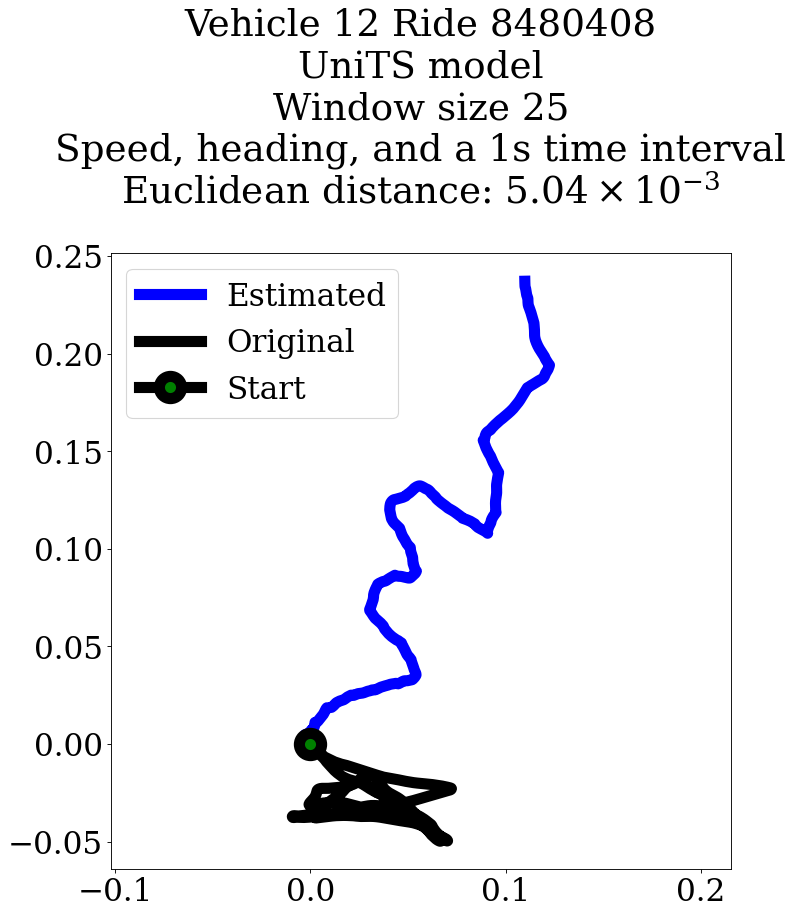 Vehicle 12 Ride 8480408
UniTS model
Window size 25
Speed, heading, and a 1s time interval
Euclidean distance: 5.04 × 10⁻³
0.25
0.20
0.15
0.10
0.05
0.00
−0.05
Estimated
Original
Start
−0.1
0.0
0.1
0.2